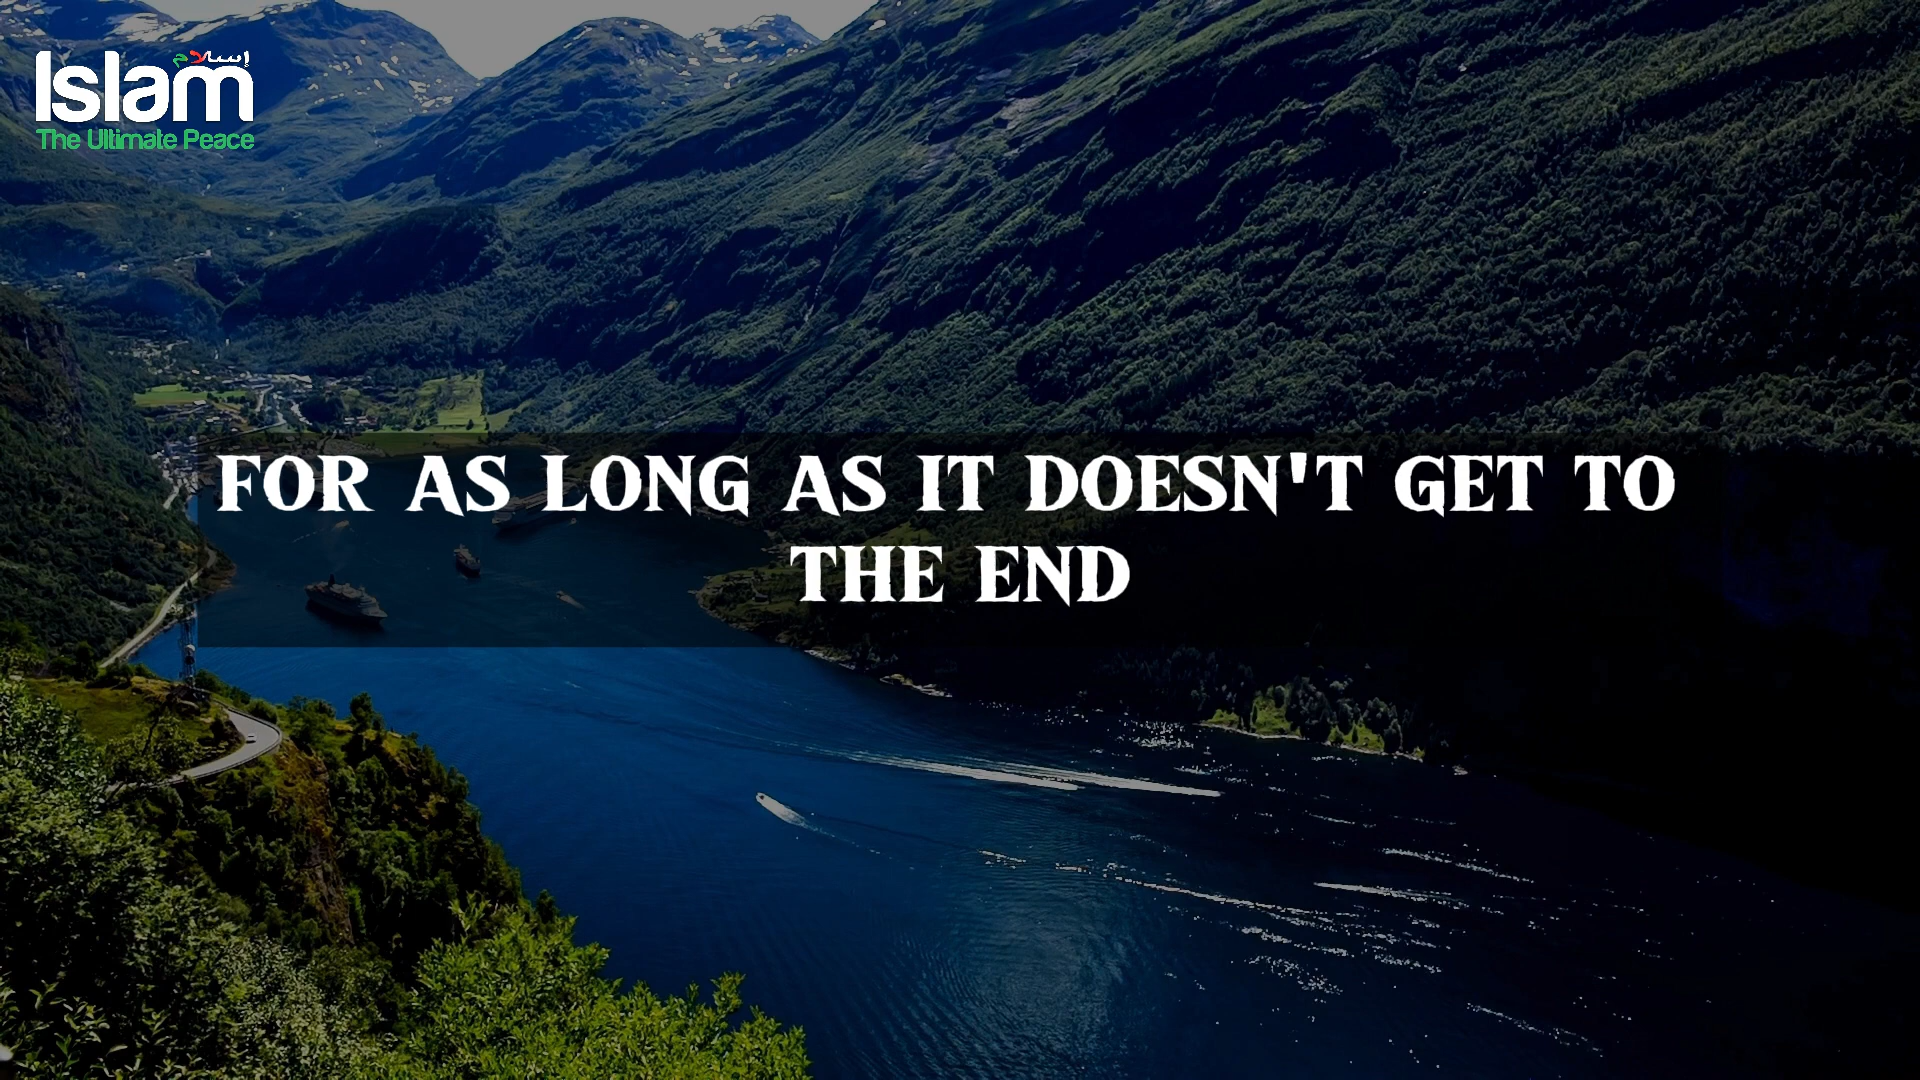 إسلام
Islam
The Ultimate Peace
FOR AS LONG AS IT DOESN'T GET TO
THE END